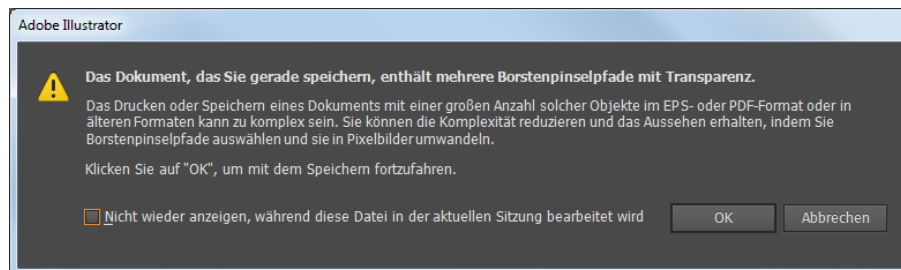 Adobe Illustrator
Das Dokument, das Sie gerade speichern, enthält mehrere Borstenpinselpfade mit Transparenz.
Das Drucken oder Speichern eines Dokuments mit einer großen Anzahl solcher Objekte im EPS- oder PDF-Format oder in
älteren Formaten kann zu komplex sein. Sie können die Komplexität reduzieren und das Aussehen erhalten, indem Sie
Borstenpinselpfade auswählen und sie in Pixelbilder umwandeln.
Klicken Sie auf "OK", um mit dem Speichern fortzufahren.
Nicht wieder anzeigen, während diese Datei in der aktuellen Sitzung bearbeitet wird OK Abbrechen